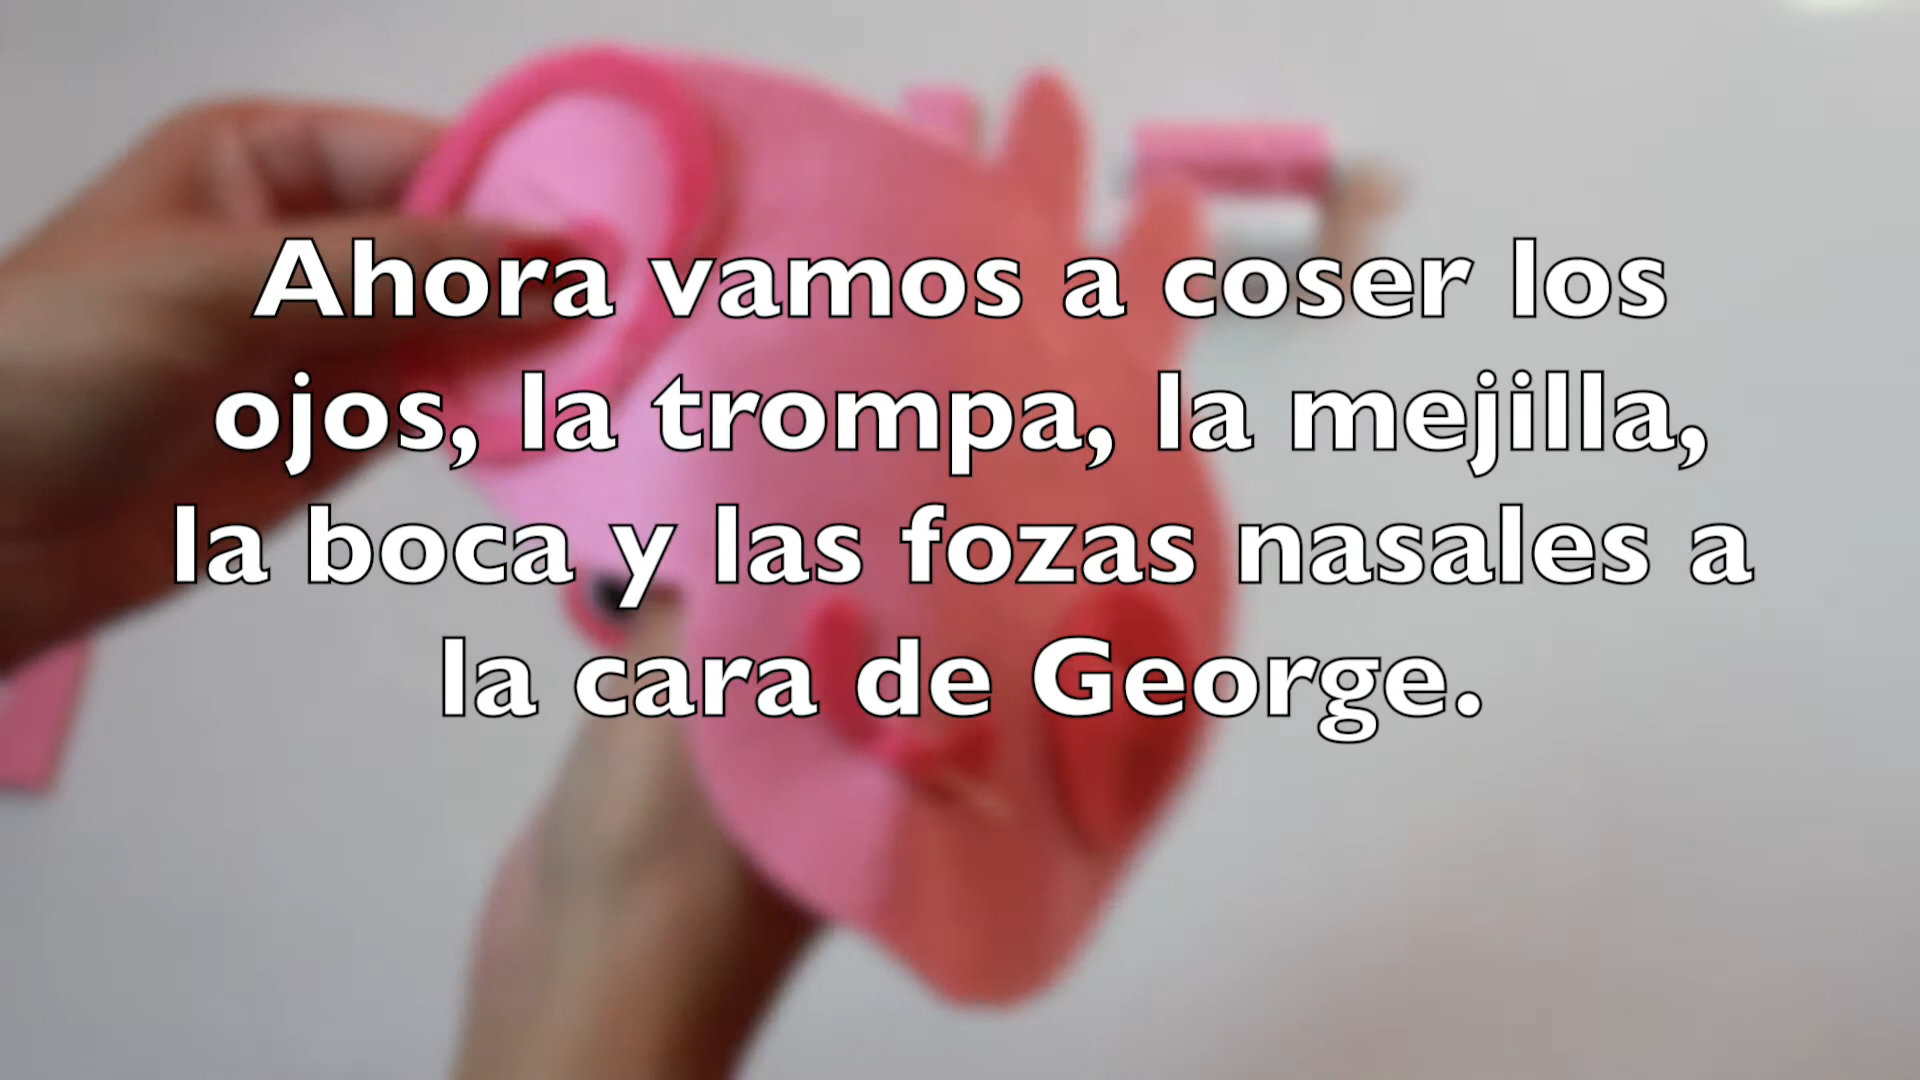 Ahora vamos a coser los
ojos, la trompa, la mejilla,
la boca y las fozas nasales a
la cara de George.